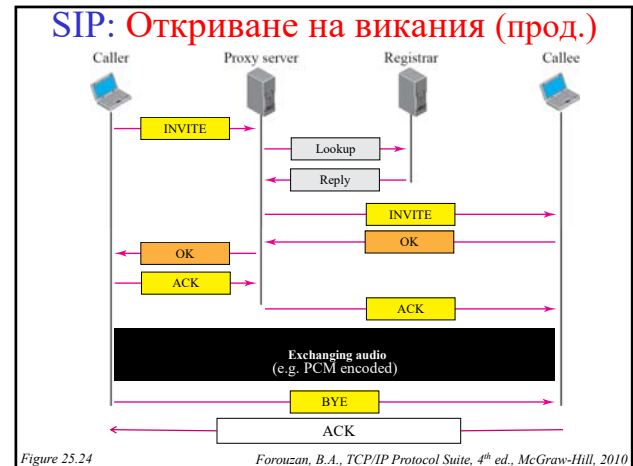 SIP: Откриване на викания (прод.)
Caller Proxy server Registrar Callee
INVITE
Lookup
Reply
INVITE
OK
OK
ACK
ACK
Exchanging audio
(e.g. PCM encoded)
BYE
ACK
Figure 25.24 Forouzan, B.A., TCP/IP Protocol Suite, 4th ed., McGraw-Hill, 2010